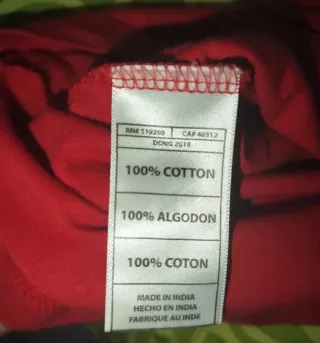 RN# 119298 CA# 40312
DONG 2018
100% COTTON
100% ALGODON
100% COTON
MADE IN INDIA
HECHO EN INDIA
FABRIQUE AU INDE